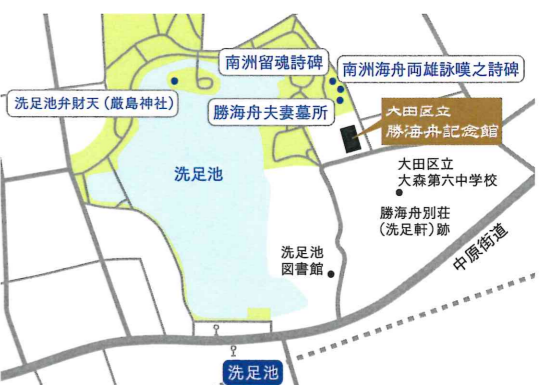 南洲留魂詩碑
南洲海舟両雄詠嘆之詩碑
洗足池弁財天（厳島神社）
勝海舟夫妻墓所
大田区立
勝海舟記念館
洗足池
大田区立
大森第六中学校
勝海舟別荘
（洗足軒）跡
中原街道
洗足池
図書館
洗足池